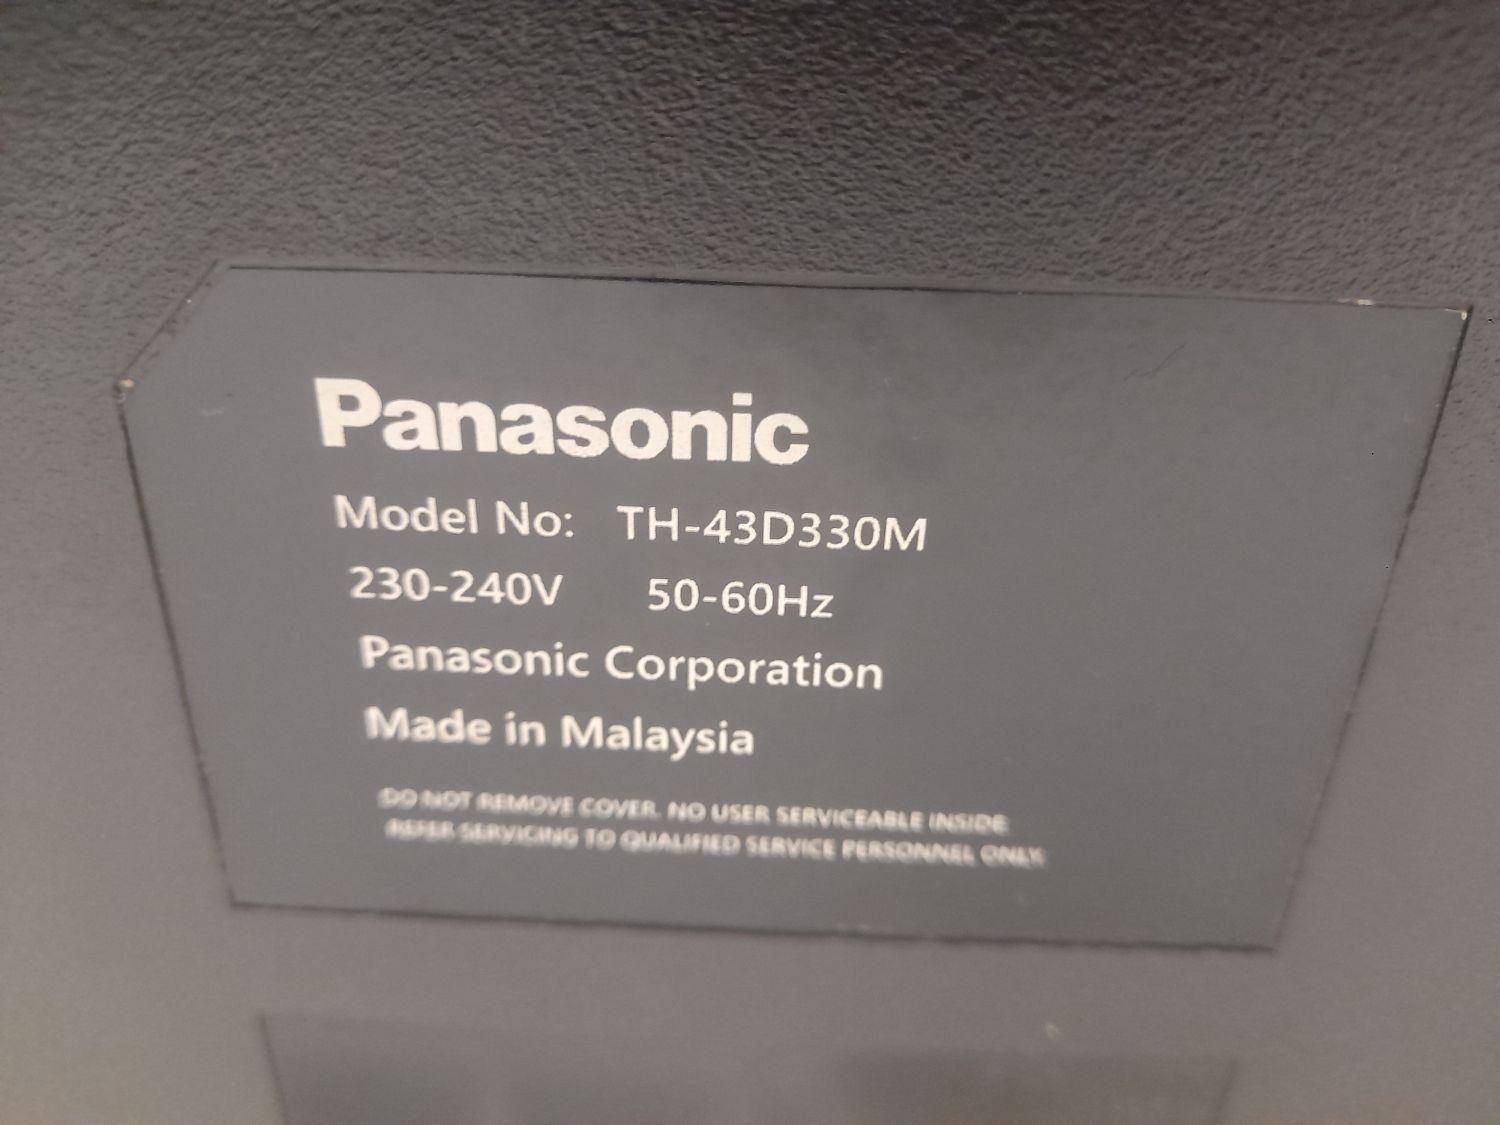 Panasonic
Model No: TH-43D330M
230-240V 50-60Hz
Panasonic Corporation
Made in Malaysia
DO NOT REMOVE COVER. NO USER SERVICEABLE INSIDE
REFER SERVICING TO QUALIFIED SERVICE PERSONNEL ONLY.